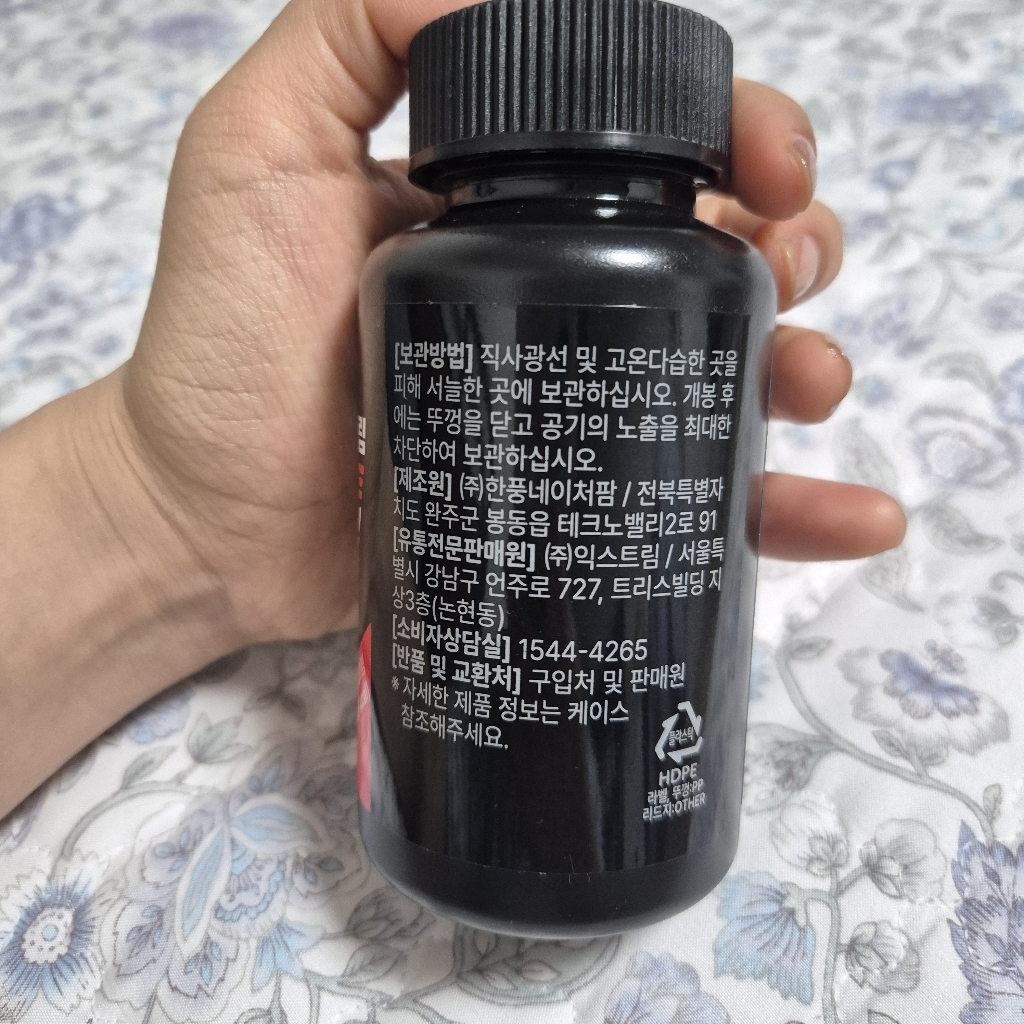 [보관방법] 직사광선 및 고온다습한 곳을
피해 서늘한 곳에 보관하십시오. 개봉 후
에는 뚜껑을 닫고 공기의 노출을 최대한
차단하여 보관하십시오.
[제조원] (주)한풍네이처팜 / 전북특별자
치도 완주군 봉동읍 테크노밸리2로 91
[유통전문판매원] (주)익스트림 / 서울특
별시 강남구 언주로 727, 트리스빌딩 지
상3층(논현동)
[소비자상담실] 1544-4265
[반품 및 교환처] 구입처 및 판매원
※ 자세한 제품 정보는 케이스
참조해주세요.
플라스틱
HDPE
라벨, 뚜껑:PP
리드지:OTHER